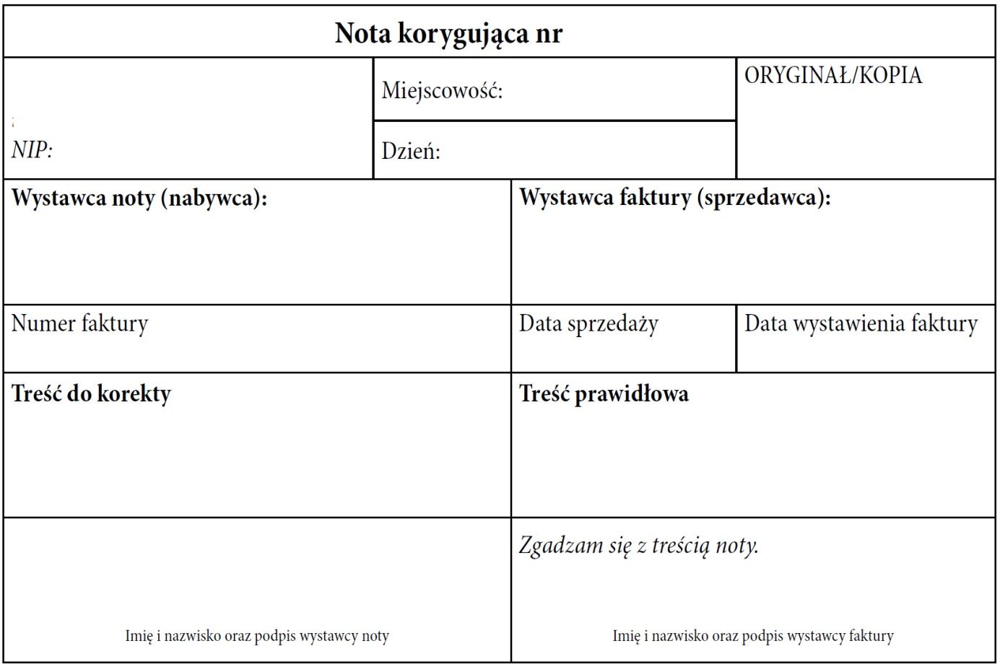 Nota korygująca nr
NIP:
Miejscowość:
Dzień:
ORYGINAŁ/KOPIA
Wystawca noty (nabywca):
Wystawca faktury (sprzedawca):
Numer faktury
Data sprzedaży
Data wystawienia faktury
Treść do korekty
Treść prawidłowa
Zgadzam się z treścią noty.
Imię i nazwisko oraz podpis wystawcy noty
Imię i nazwisko oraz podpis wystawcy faktury